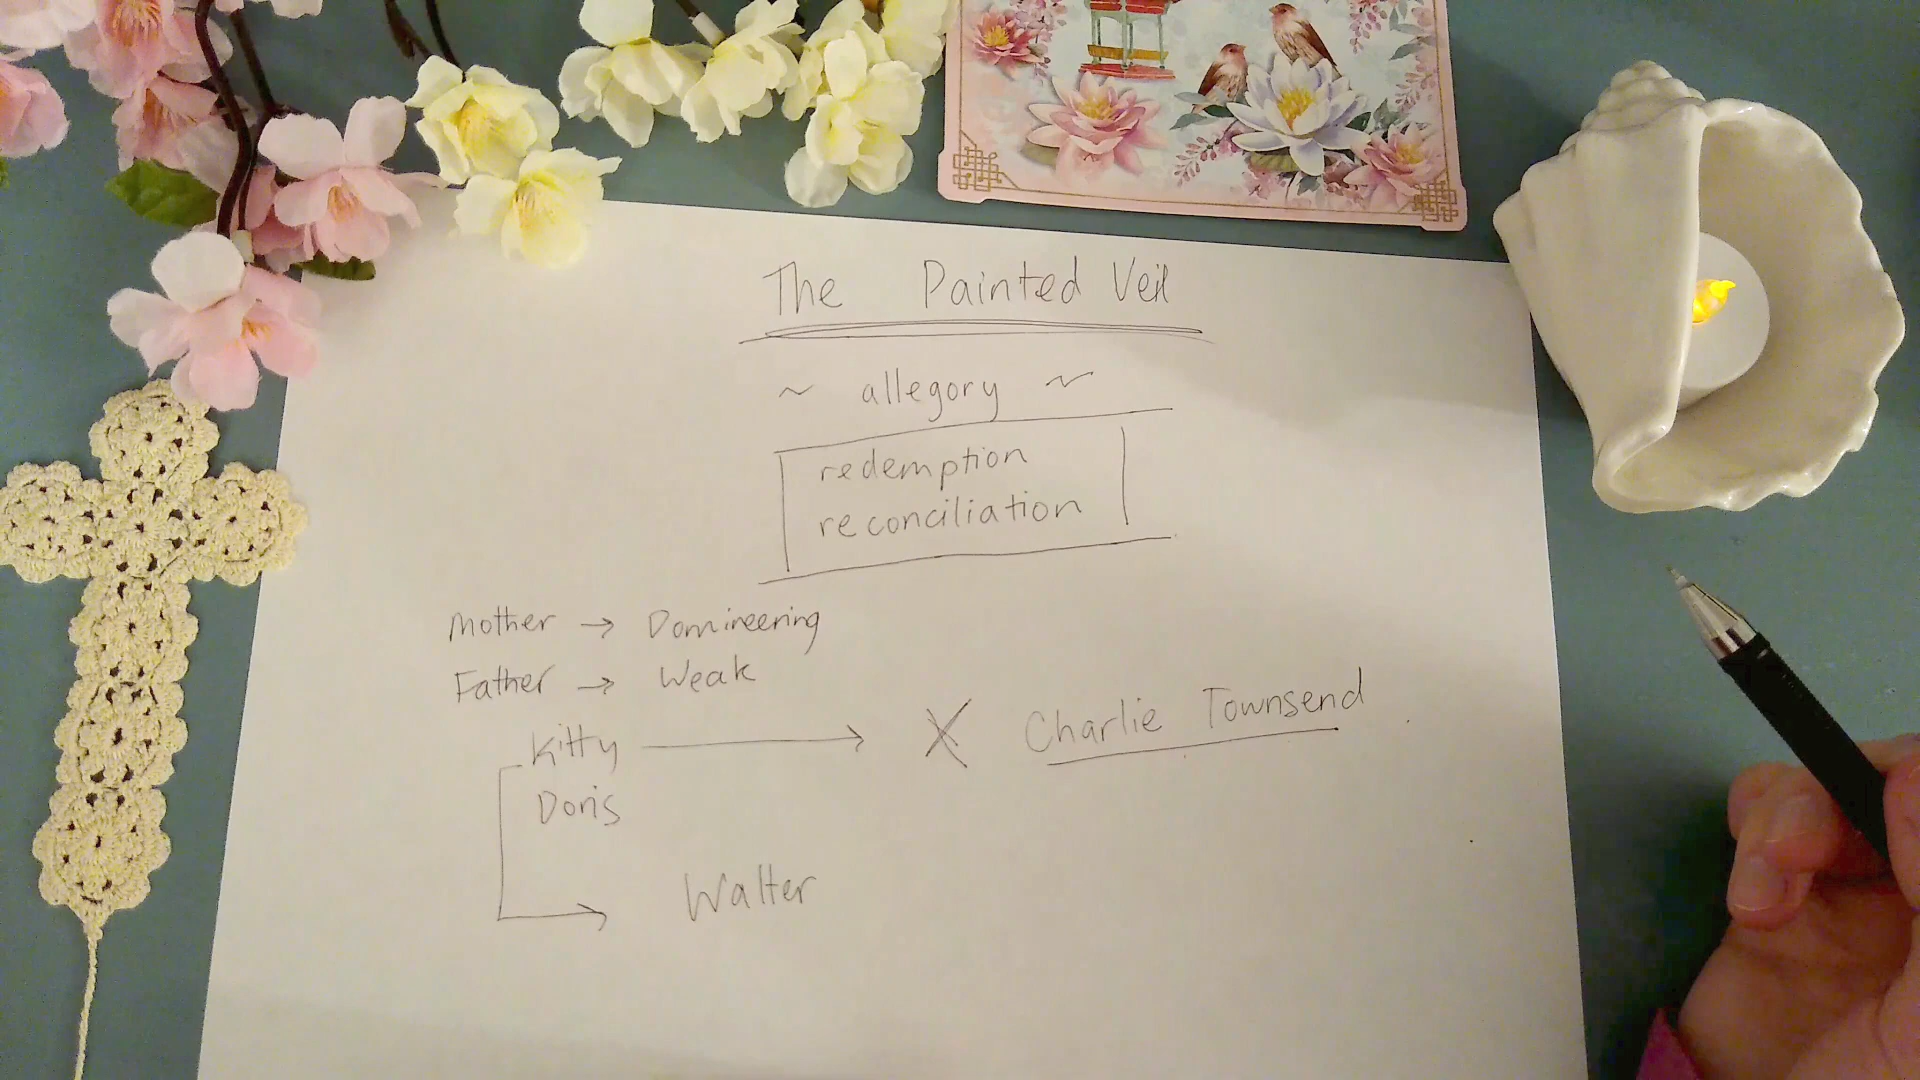 The Painted Veil
~ allegory ~
redemption
reconciliation
Mother → Domineering
Father → Weak
Kitty → X Charlie Townsend
Doris
→ Walter